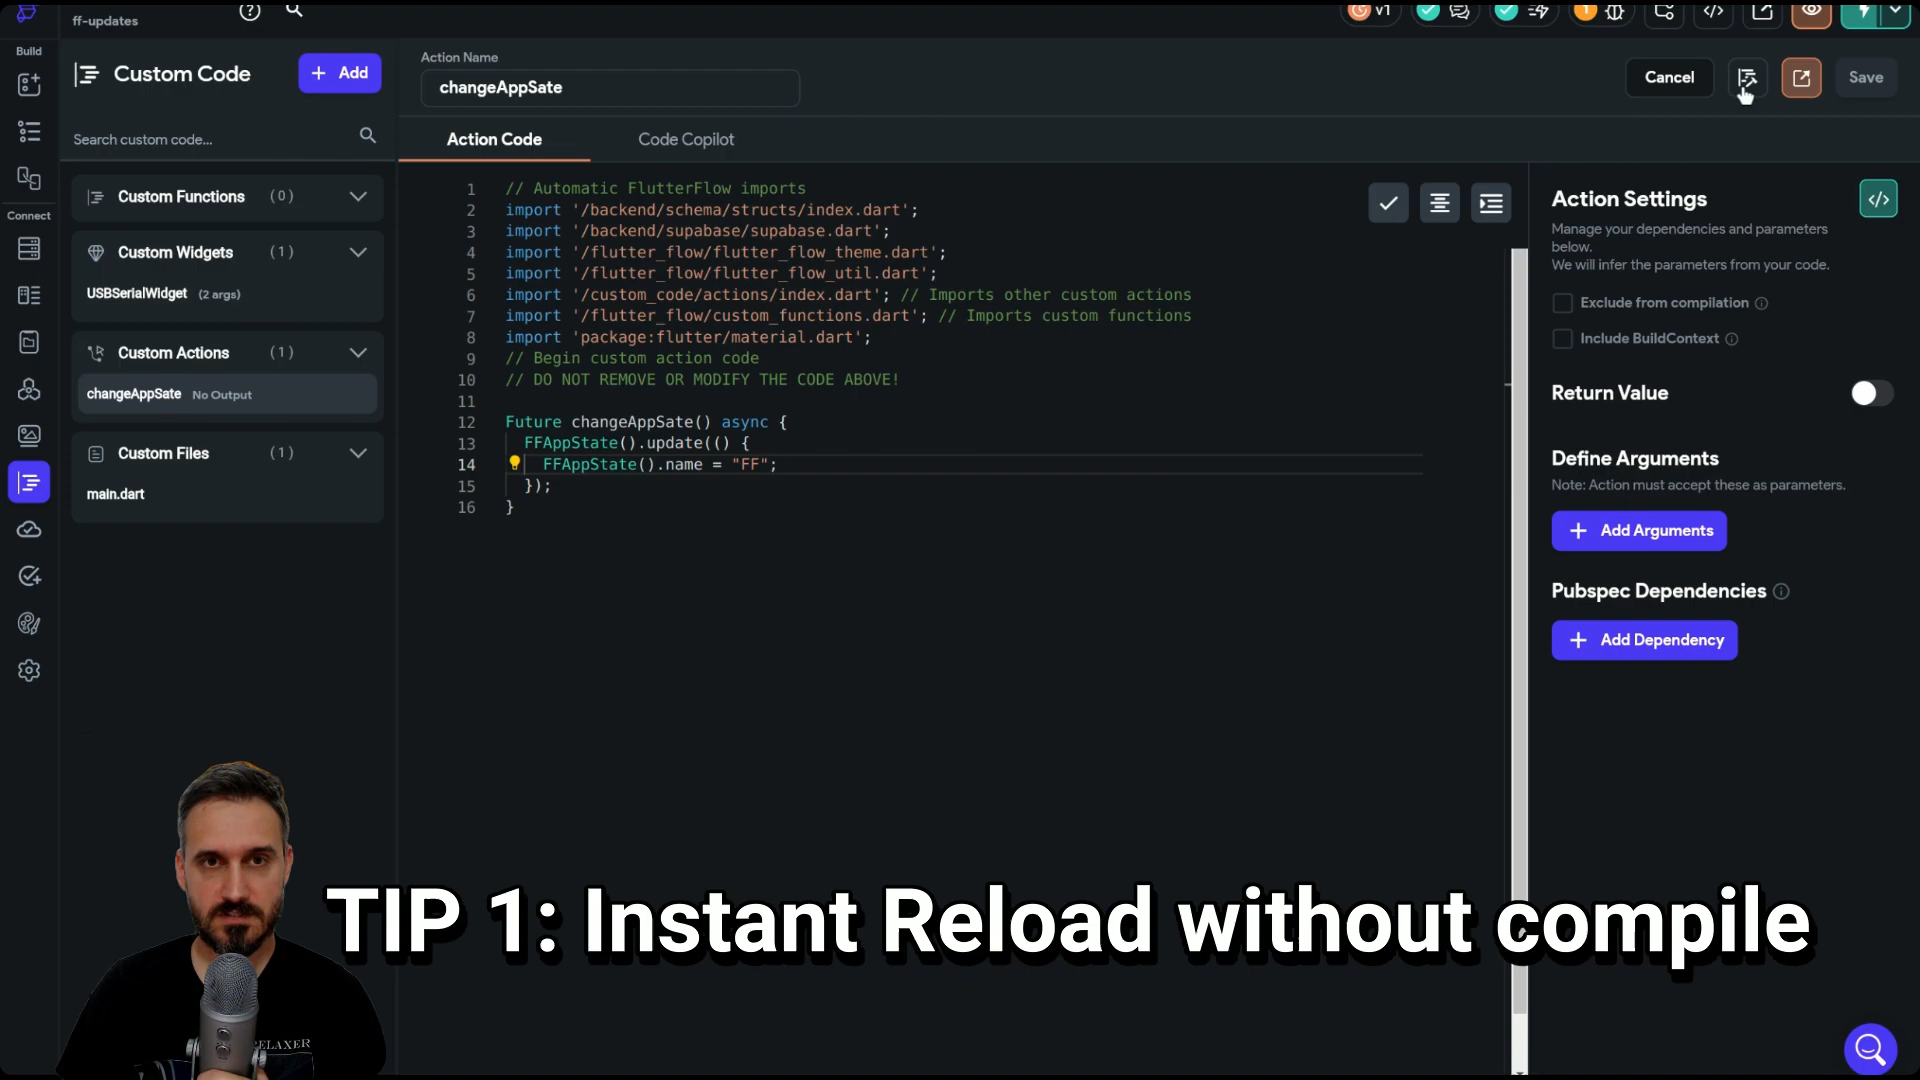 ff-updates
v1
1
Build
Connect
Custom Code
Add
Search custom code...
Custom Functions (0)
Custom Widgets (1)
USBSerialWidget (2 args)
Custom Actions (1)
changeAppSate No Output
Custom Files (1)
main.dart
Action Name
changeAppSate
Cancel
Save
Action Code
Code Copilot
1 // Automatic FlutterFlow imports
2 import '/backend/schema/structs/index.dart';
3 import '/backend/supabase/supabase.dart';
4 import '/flutter_flow/flutter_flow_theme.dart';
5 import '/flutter_flow/flutter_flow_util.dart';
6 import '/custom_code/actions/index.dart'; // Imports other custom actions
7 import '/flutter_flow/custom_functions.dart'; // Imports custom functions
8 import 'package:flutter/material.dart';
9 // Begin custom action code
10 // DO NOT REMOVE OR MODIFY THE CODE ABOVE!
11
12 Future changeAppSate() async {
13 FFAppState().update(() {
14 FFAppState().name = "FF";
15 });
16 }
Action Settings
Manage your dependencies and parameters
below.
We will infer the parameters from your code.
Exclude from compilation
Include BuildContext
Return Value
Define Arguments
Note: Action must accept these as parameters.
Add Arguments
Pubspec Dependencies
Add Dependency
TIP 1: Instant Reload without compile